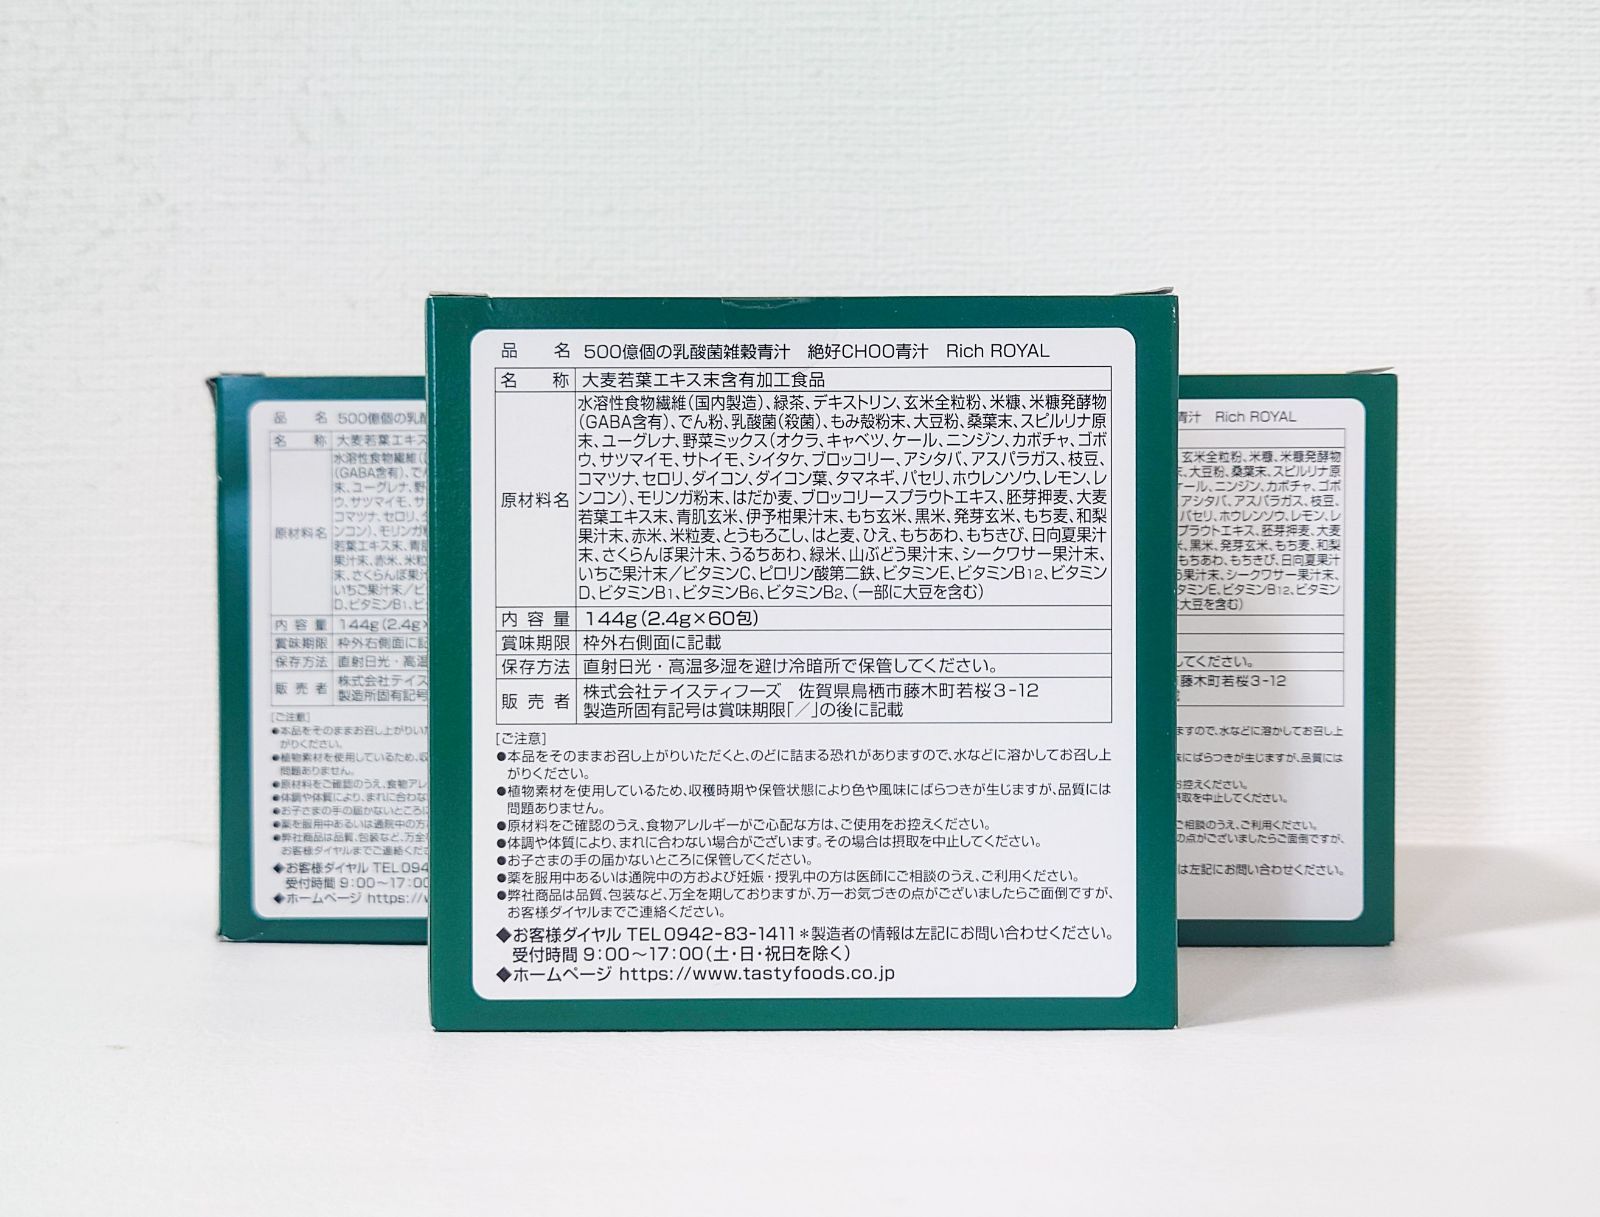 品名 500億個の乳酸菌雑穀青汁 絶好CHOO青汁 Rich ROYAL
名称 大麦若葉エキス末含有加工食品
原材料名 水溶性食物繊維(国内製造)、緑茶、デキストリン、玄米全粒粉、米糠、米糠発酵物
(GABA含有)、でん粉、乳酸菌(殺菌)、もみ殻粉末、大豆粉、桑葉末、スピルリナ原
末、ユーグレナ、野菜ミックス(オクラ、キャベツ、ケール、ニンジン、カボチャ、ゴボ
ウ、サツマイモ、サトイモ、シイタケ、ブロッコリー、アシタバ、アスパラガス、枝豆、
コマツナ、セロリ、ダイコン、ダイコン葉、タマネギ、パセリ、ホウレンソウ、レモン、レ
ンコン)、モリンガ粉末、はだか麦、ブロッコリースプラウトエキス、胚芽押麦、大麦
若葉エキス末、青肌玄米、伊予柑果汁末、もち玄米、黒米、発芽玄米、もち麦、和梨
果汁末、赤米、米粒麦、とうもろこし、はと麦、ひえ、もちあわ、もちきび、日向夏果汁
末、さくらんぼ果汁末、うるちあわ、緑米、山ぶどう果汁末、シークワサー果汁末、
いちご果汁末/ビタミンC、ピロリン酸第二鉄、ビタミンE、ビタミンB12、ビタミン
D、ビタミンB1、ビタミンB6、ビタミンB2、(一部に大豆を含む)
内容量 144g(2.4g×60包)
賞味期限 枠外右側面に記載
保存方法 直射日光・高温多湿を避け冷暗所で保管してください。
販売者 株式会社テイスティフーズ 佐賀県鳥栖市藤木町若桜3-12
製造所固有記号は賞味期限「/」の後に記載
[ご注意]
●本品をそのままお召し上がりいただくと、のどに詰まる恐れがありますので、水などに溶かしてお召し上
がりください。
●植物素材を使用しているため、収穫時期や保管状態により色や風味にばらつきが生じますが、品質には
問題ありません。
●原材料をご確認のうえ、食物アレルギーがご心配な方は、ご使用をお控えください。
●体調や体質により、まれに合わない場合がございます。その場合は摂取を中止してください。
●お子さまの手の届かないところに保管してください。
●薬を服用中あるいは通院中の方および妊娠・授乳中の方は医師にご相談のうえ、ご利用ください。
●弊社商品は品質、包装など、万全を期しておりますが、万一お気づきの点がございましたらご面倒ですが、
お客様ダイヤルまでご連絡ください。
◆お客様ダイヤル TEL 0942-83-1411 *製造者の情報は左記にお問い合わせください。
受付時間 9:00〜17:00(土・日・祝日を除く)
◆ホームページ https://www.tastyfoods.co.jp